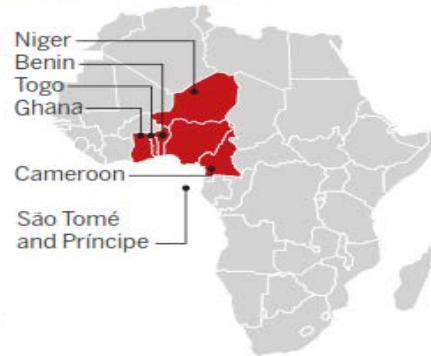 Niger
Benin
Togo
Ghana
Cameroon
São Tomé
and Príncipe